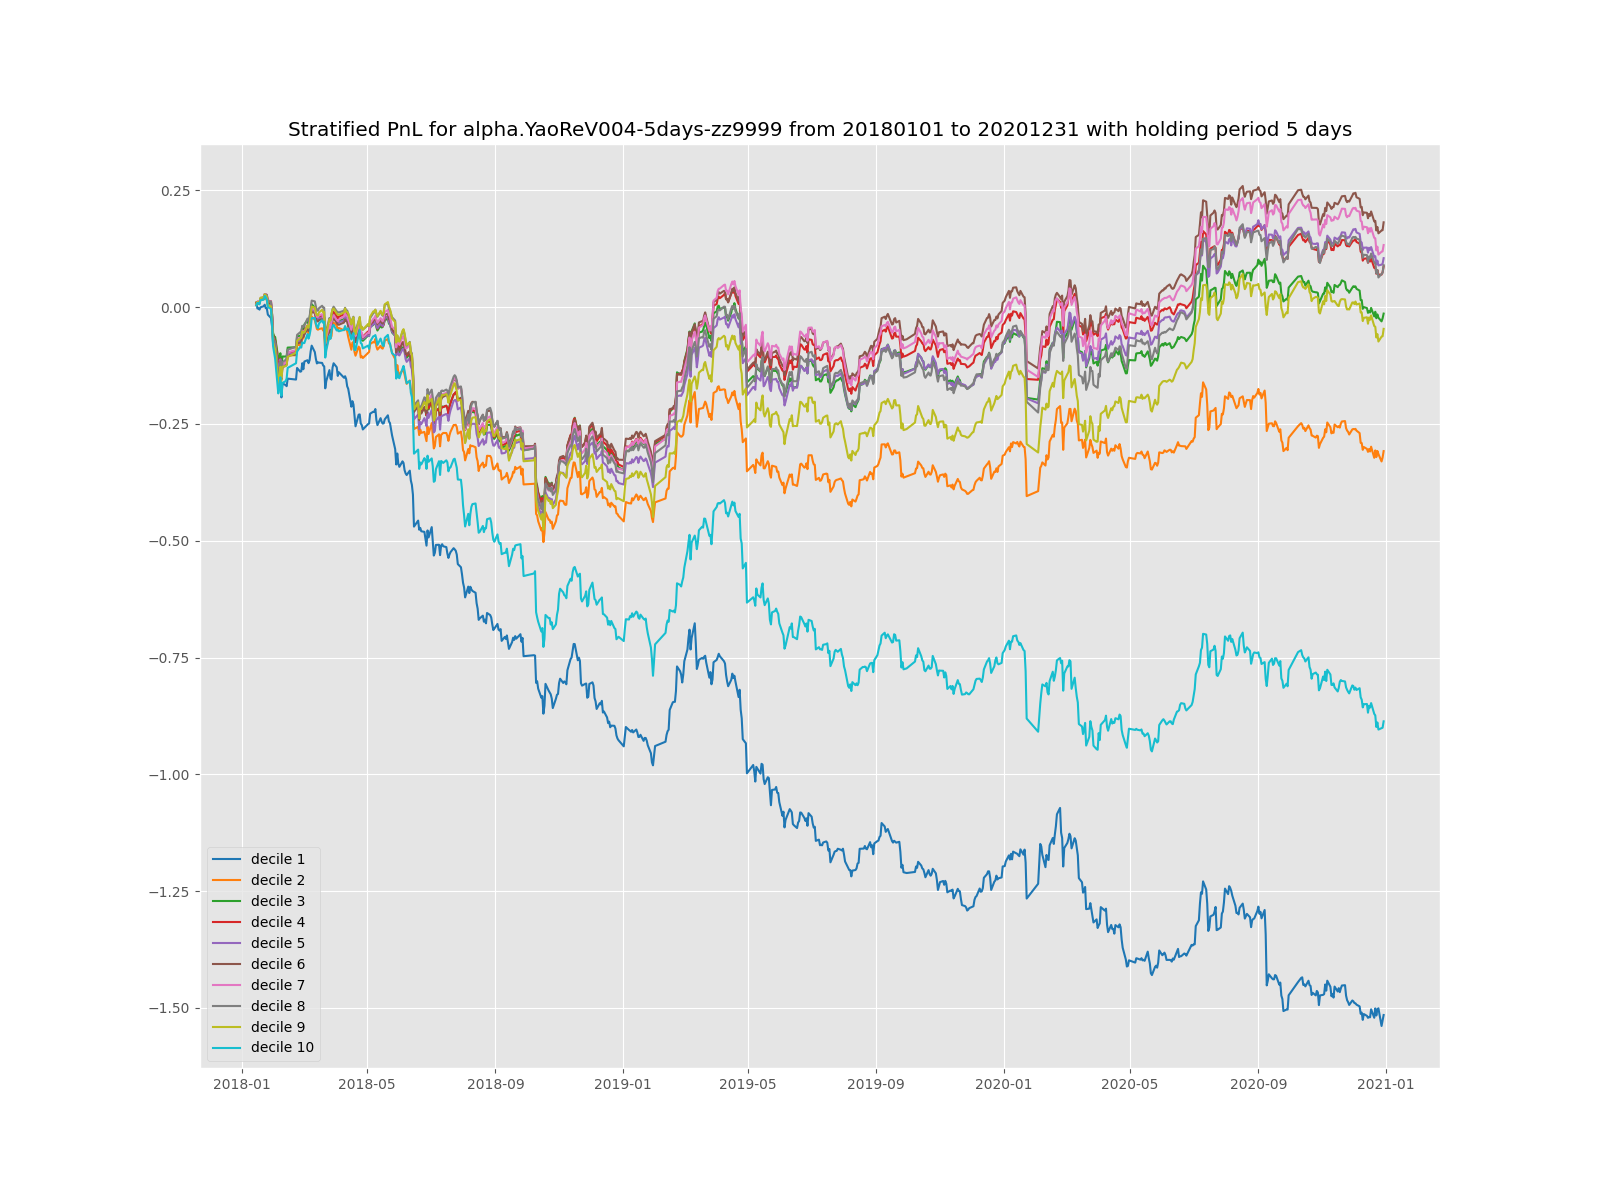 Stratified PnL for alpha.YaoReV004-5days-zz9999 from 20180101 to 20201231 with holding period 5 days
0.25
0.00
−0.25
−0.50
−0.75
−1.00
−1.25
−1.50
decile 1
decile 2
decile 3
decile 4
decile 5
decile 6
decile 7
decile 8
decile 9
decile 10
2018-01 2018-05 2018-09 2019-01 2019-05 2019-09 2020-01 2020-05 2020-09 2021-01